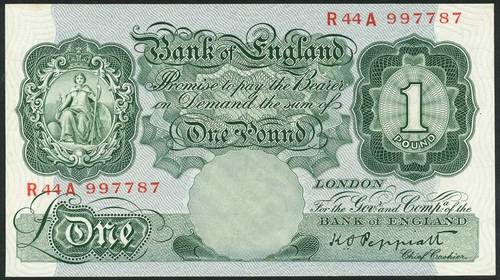 R44A 997787
Bank of England
Promise to pay the Bearer
on Demand the sum of
One Pound
1
POUND
R44A 997787
LONDON
For the Govr. and Compa. of the
BANK OF ENGLAND
K O Peppiatt
Chief Cashier.
£One